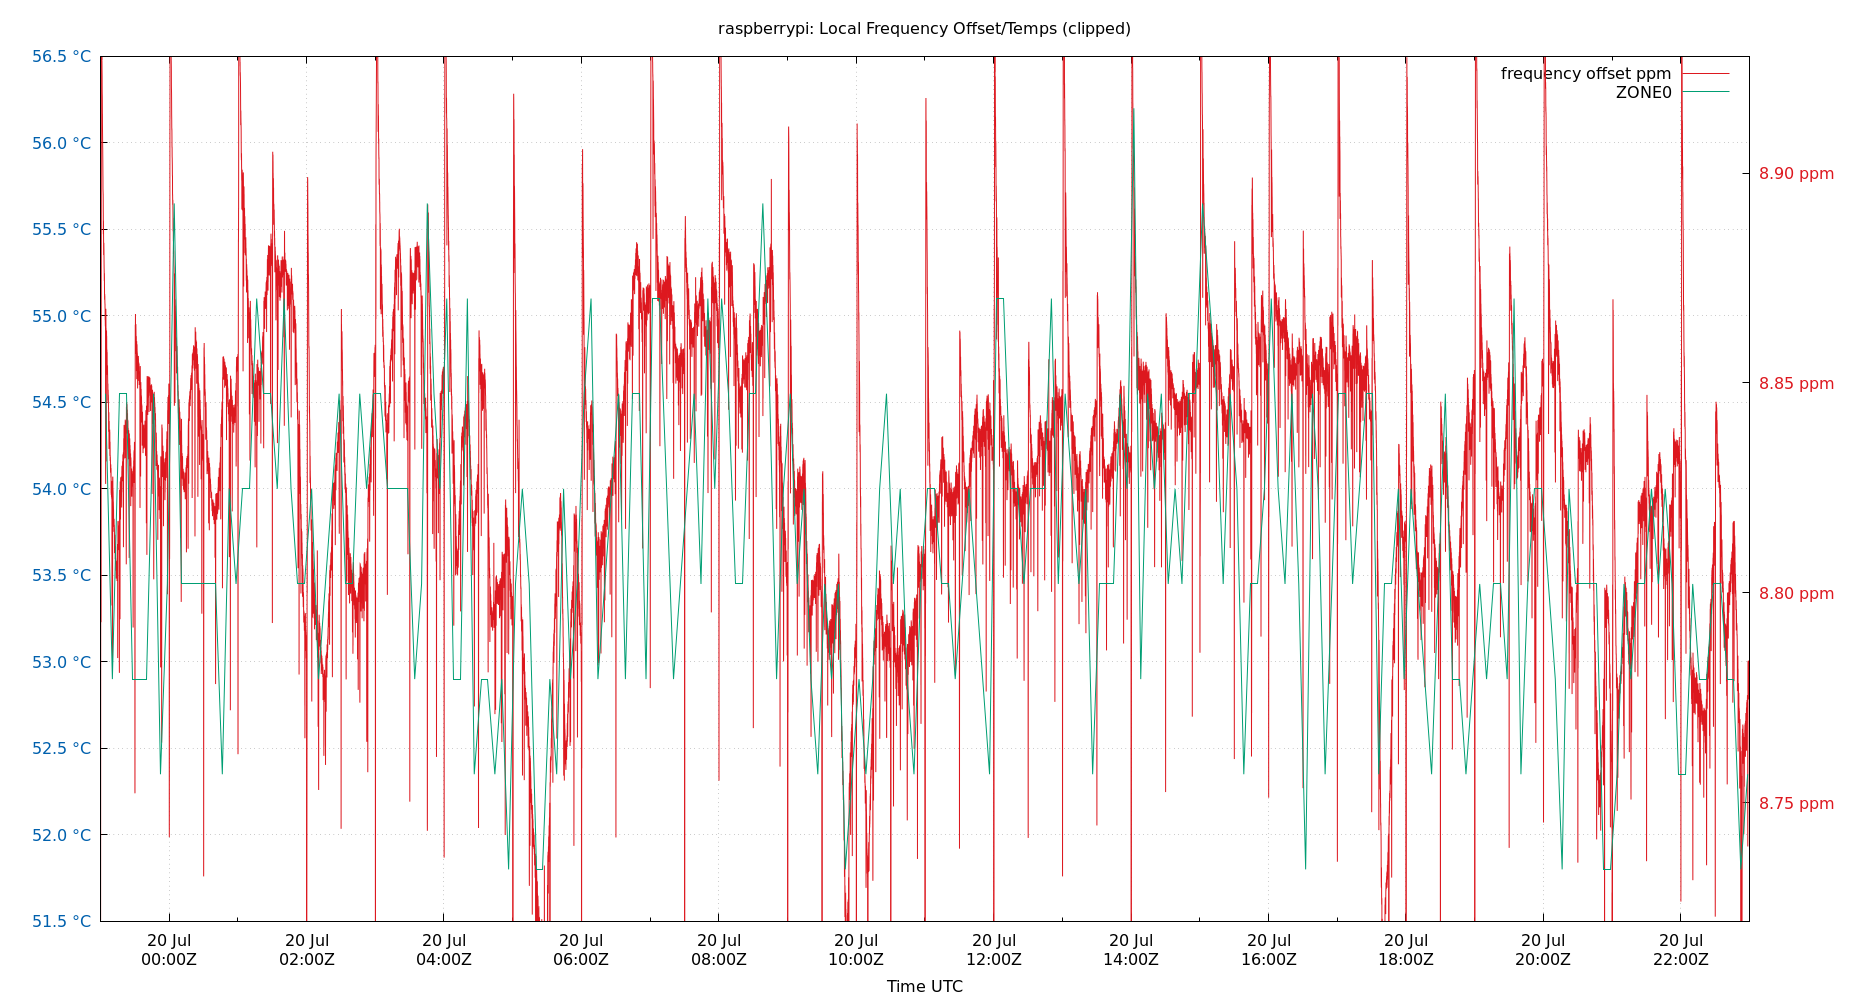 raspberrypi: Local Frequency Offset/Temps (clipped)
56.5 °C
56.0 °C
55.5 °C
55.0 °C
54.5 °C
54.0 °C
53.5 °C
53.0 °C
52.5 °C
52.0 °C
51.5 °C
frequency offset ppm
ZONE0
8.90 ppm
8.85 ppm
8.80 ppm
8.75 ppm
20 Jul 20 Jul 20 Jul 20 Jul 20 Jul 20 Jul 20 Jul 20 Jul 20 Jul 20 Jul 20 Jul 20 Jul
00:00Z 02:00Z 04:00Z 06:00Z 08:00Z 10:00Z 12:00Z 14:00Z 16:00Z 18:00Z 20:00Z 22:00Z
Time UTC